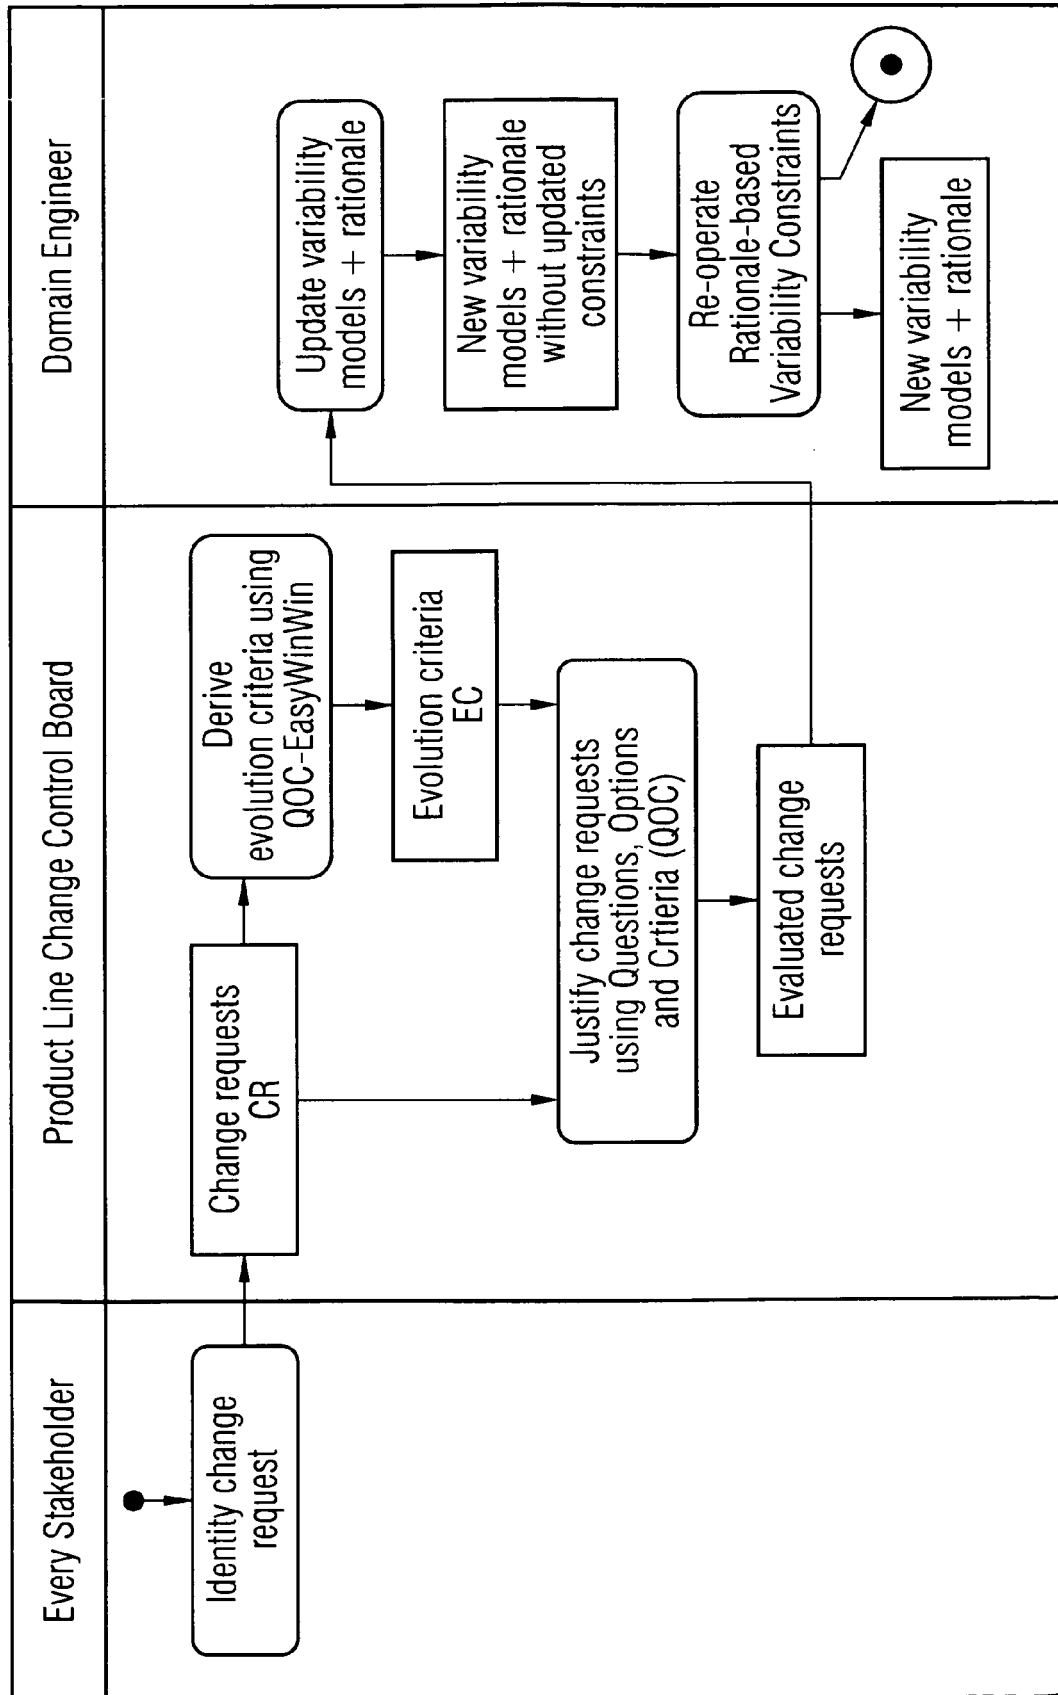 Every Stakeholder
Product Line Change Control Board
Domain Engineer
Identity change
request
Change requests
CR
Derive
evolution criteria using
QOC-EasyWinWin
Evolution criteria
EC
Justify change requests
using Questions, Options
and Crtieria (QOC)
Evaluated change
requests
Update variability
models + rationale
New variability
models + rationale
without updated
constraints
Re-operate
Rationale-based
Variability Constraints
New variability
models + rationale